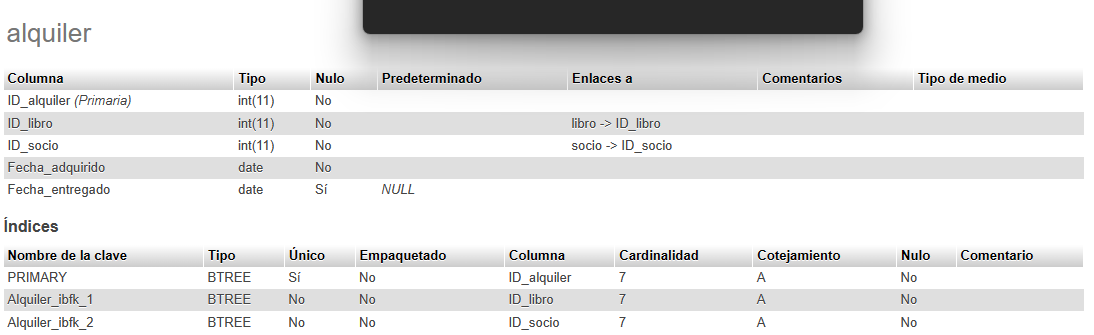 alquiler
Columna Tipo Nulo Predeterminado Enlaces a Comentarios Tipo de medio
ID_alquiler (Primaria) int(11) No
ID_libro int(11) No libro -> ID_libro
ID_socio int(11) No socio -> ID_socio
Fecha_adquirido date No
Fecha_entregado date Sí NULL
Índices
Nombre de la clave Tipo Único Empaquetado Columna Cardinalidad Cotejamiento Nulo Comentario
PRIMARY BTREE Sí No ID_alquiler 7 A No
Alquiler_ibfk_1 BTREE No No ID_libro 7 A No
Alquiler_ibfk_2 BTREE No No ID_socio 7 A No